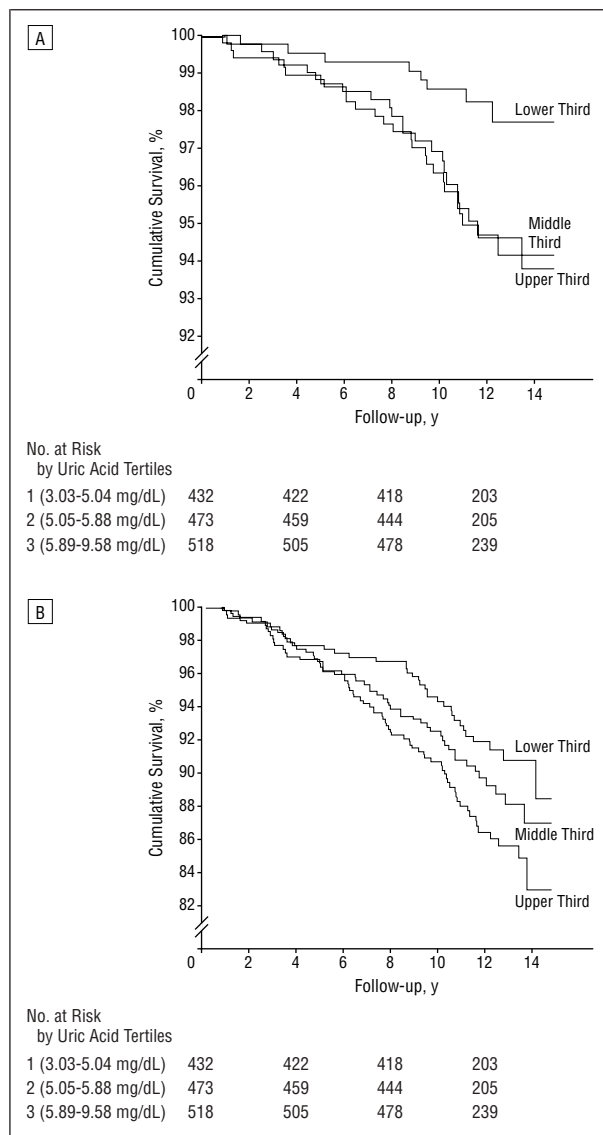 A
100
99
98
97
96
95
94
93
92
0
2
4
6
8
10
12
14
Cumulative Survival, %
Follow-up, y
Lower Third
Middle
Third
Upper Third
No. at Risk
by Uric Acid Tertiles
1 (3.03-5.04 mg/dL) 432 422 418 203
2 (5.05-5.88 mg/dL) 473 459 444 205
3 (5.89-9.58 mg/dL) 518 505 478 239
B
100
98
96
94
92
90
88
86
84
82
0
2
4
6
8
10
12
14
Cumulative Survival, %
Follow-up, y
Lower Third
Middle Third
Upper Third
No. at Risk
by Uric Acid Tertiles
1 (3.03-5.04 mg/dL) 432 422 418 203
2 (5.05-5.88 mg/dL) 473 459 444 205
3 (5.89-9.58 mg/dL) 518 505 478 239